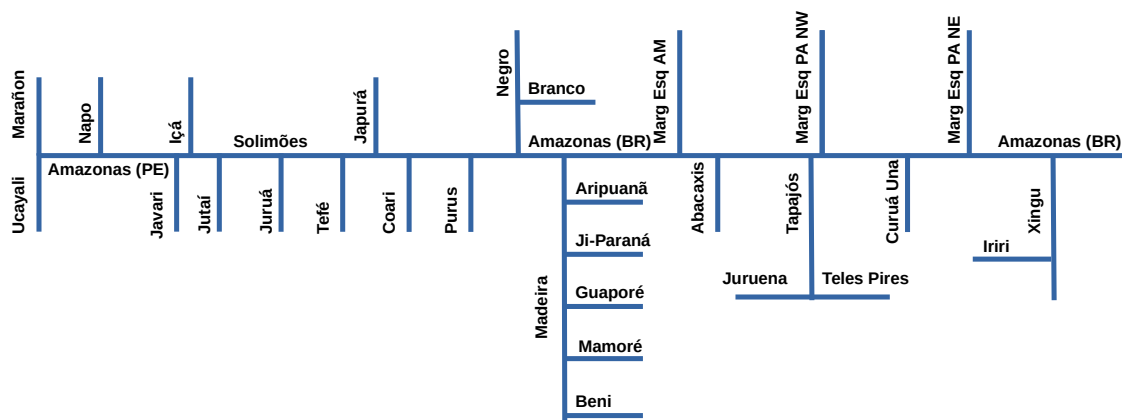 Marañon
Napo
Içá
Solimões
Japurá
Negro
Branco
Amazonas (BR)
Marg Esq AM
Marg Esq PA NW
Marg Esq PA NE
Amazonas (BR)
Ucayali
Amazonas (PE)
Javari
Jutaí
Juruá
Tefé
Coari
Purus
Madeira
Aripuanã
Ji-Paraná
Guaporé
Mamoré
Beni
Abacaxis
Tapajós
Juruena
Teles Pires
Curuá Una
Iriri
Xingu